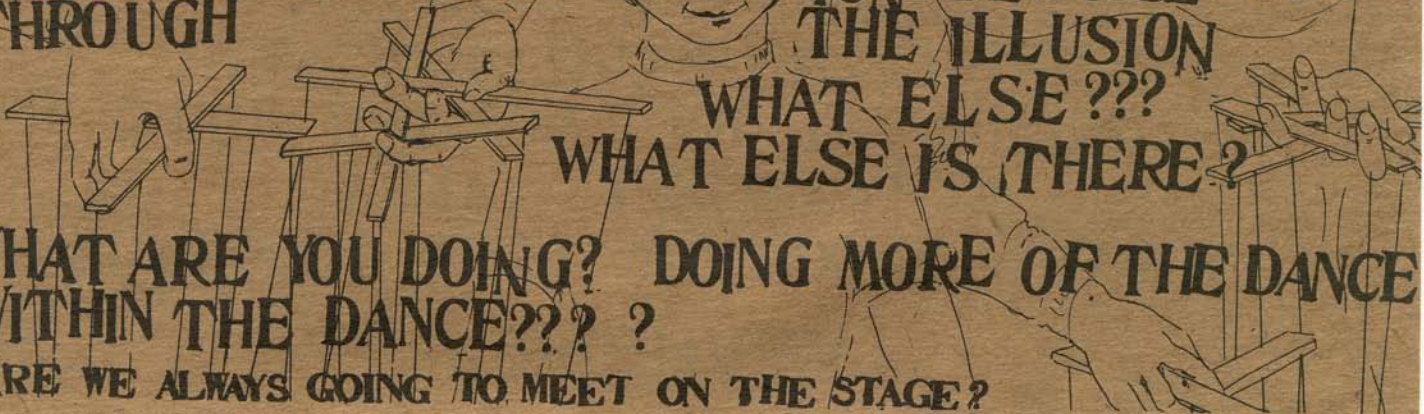 THROUGH
THE ILLUSION
WHAT ELSE???
WHAT ELSE IS THERE?
HAT ARE YOU DOING? DOING MORE OF THE DANCE
ITHIN THE DANCE??? ?
RE WE ALWAYS GOING TO MEET ON THE STAGE?